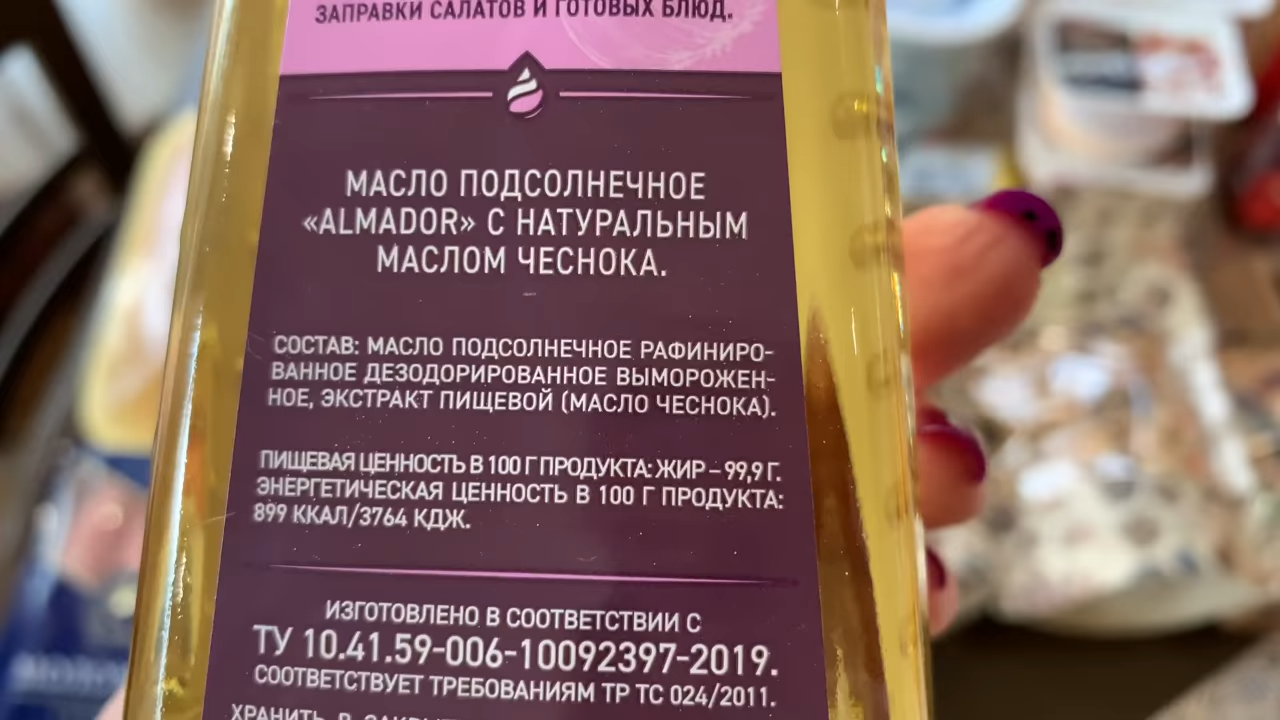 ЗАПРАВКИ САЛАТОВ И ГОТОВЫХ БЛЮД.
МАСЛО ПОДСОЛНЕЧНОЕ
«ALMADOR» С НАТУРАЛЬНЫМ
МАСЛОМ ЧЕСНОКА.
СОСТАВ: МАСЛО ПОДСОЛНЕЧНОЕ РАФИНИРО-
ВАННОЕ ДЕЗОДОРИРОВАННОЕ ВЫМОРОЖЕН-
НОЕ, ЭКСТРАКТ ПИЩЕВОЙ (МАСЛО ЧЕСНОКА).
ПИЩЕВАЯ ЦЕННОСТЬ В 100 Г ПРОДУКТА: ЖИР – 99,9 Г.
ЭНЕРГЕТИЧЕСКАЯ ЦЕННОСТЬ В 100 Г ПРОДУКТА:
899 ККАЛ/3764 КДЖ.
ИЗГОТОВЛЕНО В СООТВЕТСТВИИ С
ТУ 10.41.59-006-10092397-2019.
СООТВЕТСТВУЕТ ТРЕБОВАНИЯМ ТР ТС 024/2011.
ХРАНИТЬ В